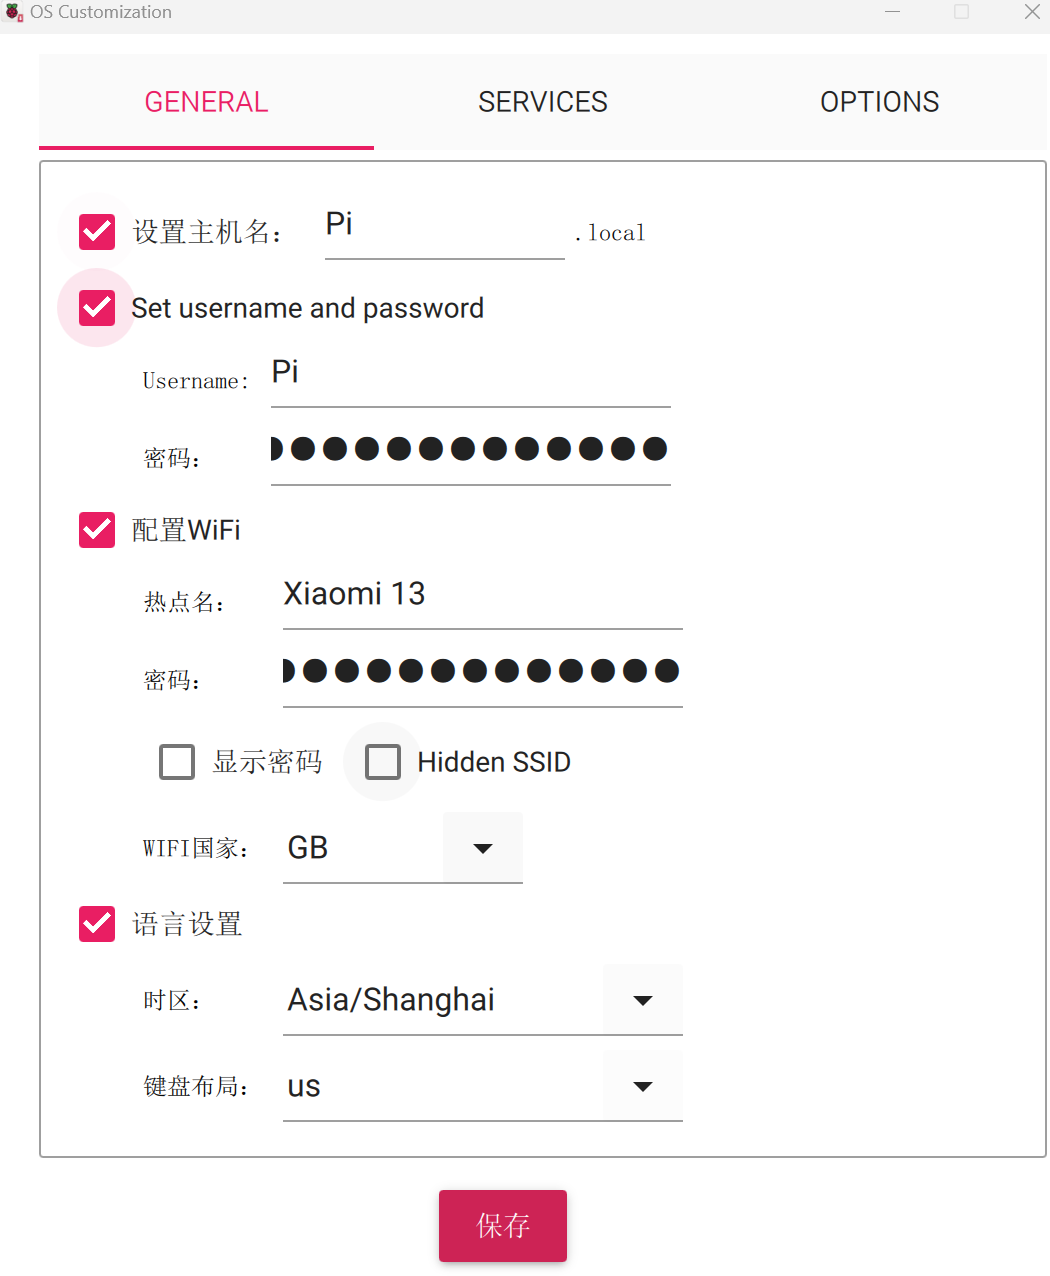 OS Customization
GENERAL SERVICES OPTIONS
设置主机名： Pi .local
Set username and password
Username: Pi
密码： ●●●●●●●●●●●●●
配置WiFi
热点名： Xiaomi 13
密码： ●●●●●●●●●●●●●
显示密码 Hidden SSID
WIFI国家： GB
语言设置
时区： Asia/Shanghai
键盘布局： us
保存